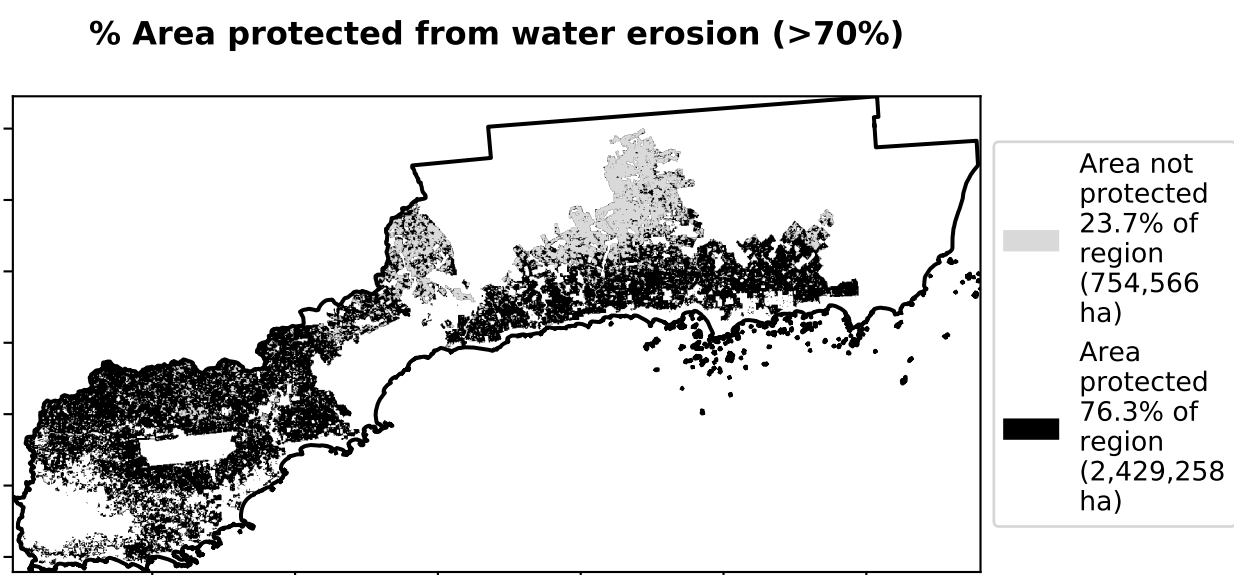 % Area protected from water erosion (>70%)
Area not
protected
23.7% of
region
(754,566
ha)
Area
protected
76.3% of
region
(2,429,258
ha)